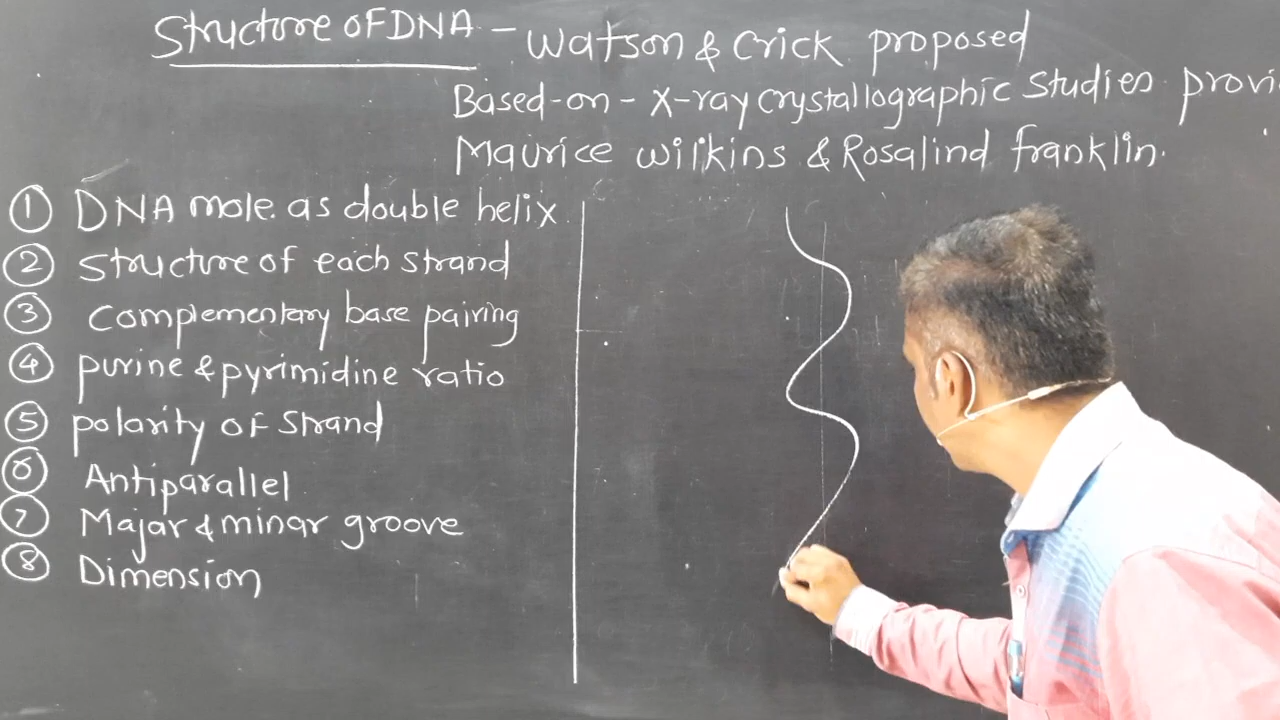 Structure OF DNA - Watson & Crick proposed
Based-on - X-ray crystallographic Studies provi
Maurice wilkins & Rosalind franklin.
① DNA mole. as double helix
② Structure of each strand
③ Complementary base pairing
④ purine & pyrimidine ratio
⑤ polarity OF Strand
⑥ Antiparallel
⑦ Majar & minar groove
⑧ Dimension